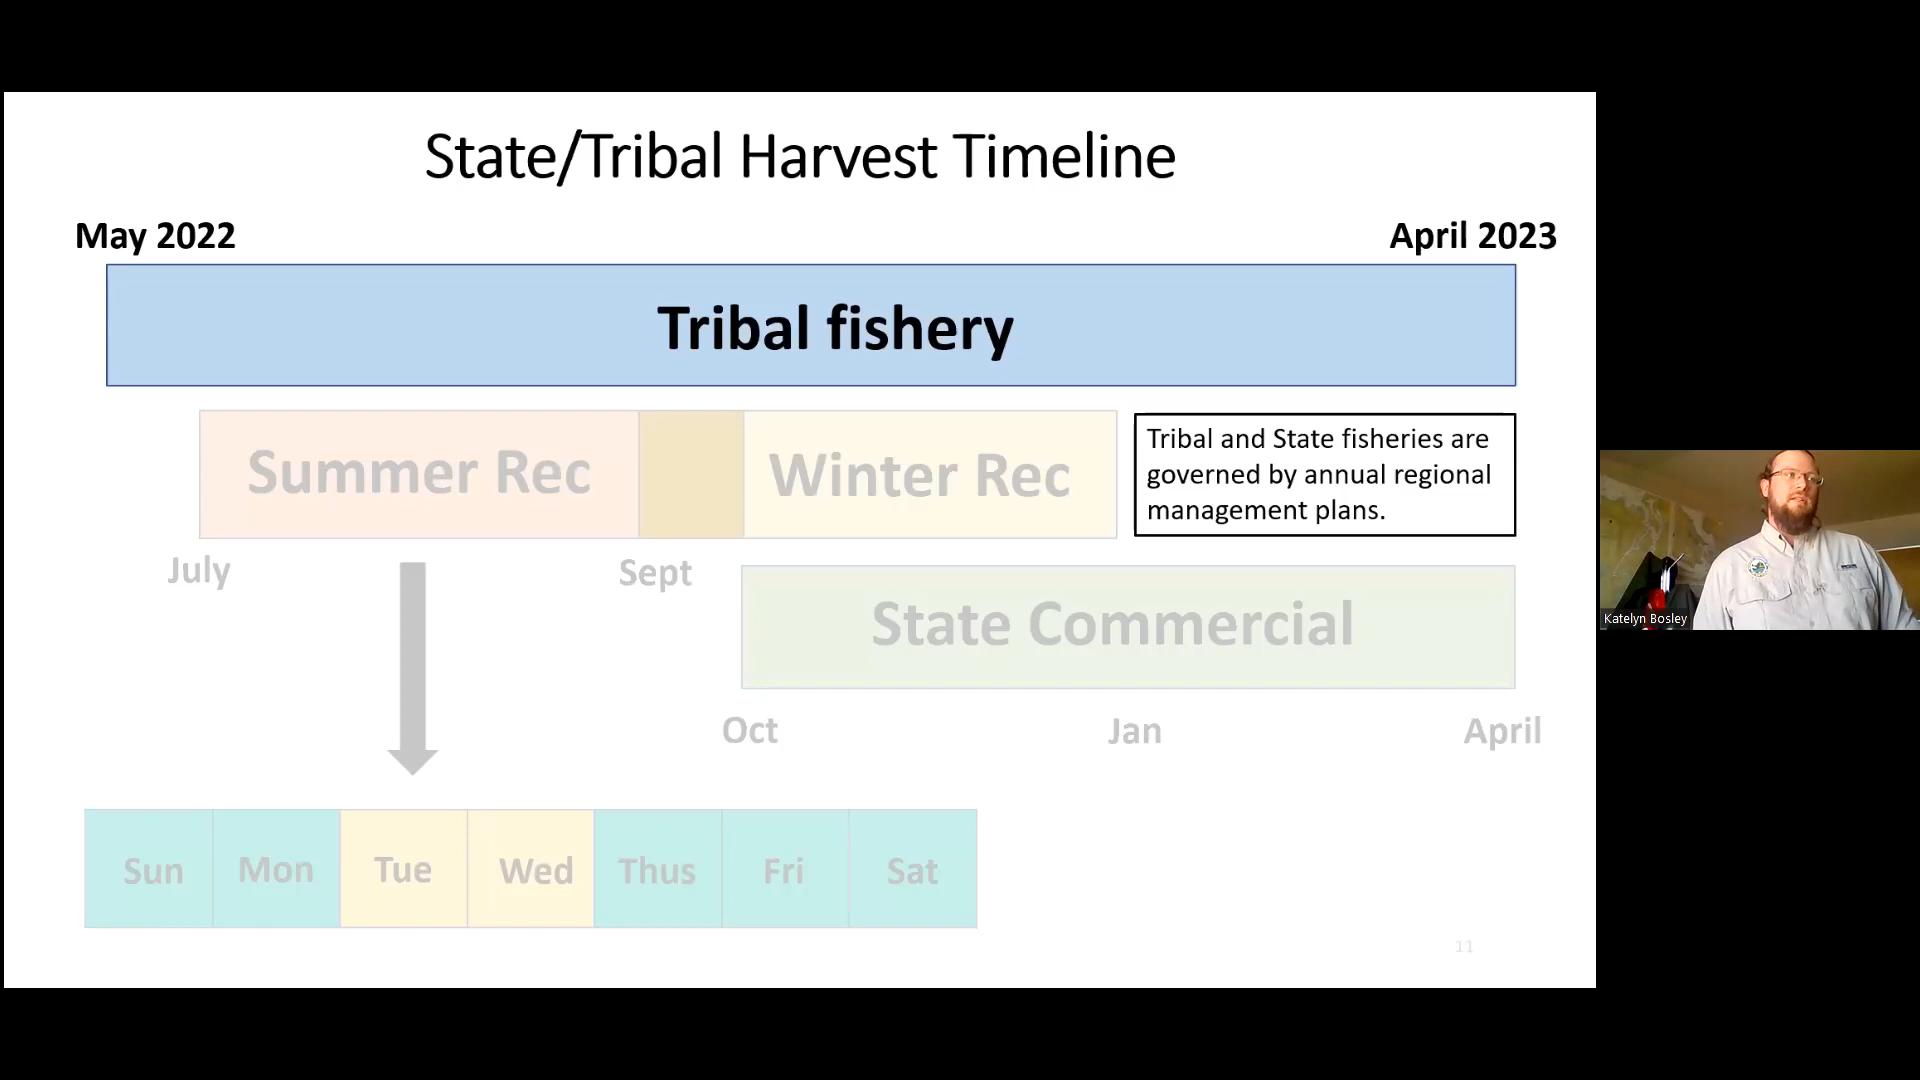 State/Tribal Harvest Timeline
May 2022
April 2023
Tribal fishery
Summer Rec
Winter Rec
Tribal and State fisheries are
governed by annual regional
management plans.
July
Sept
State Commercial
Oct
Jan
April
Sun
Mon
Tue
Wed
Thus
Fri
Sat
11
Katelyn Bosley